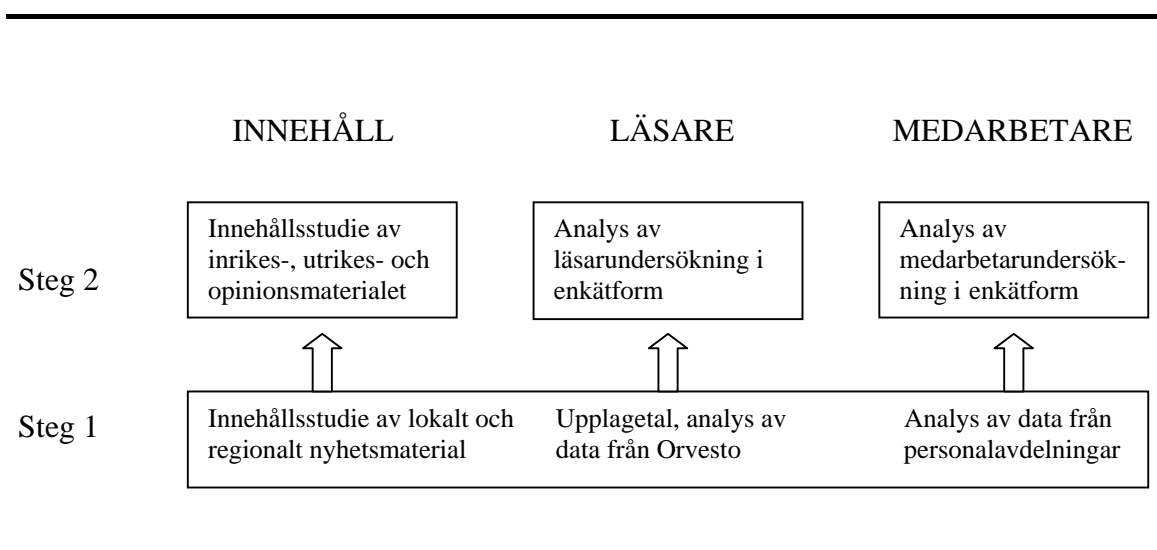 INNEHÅLL
LÄSARE
MEDARBETARE
Steg 2
Innehållsstudie av
inrikes-, utrikes- och
opinionsmaterialet
Analys av
läsarundersökning i
enkätform
Analys av
medarbetarundersök-
ning i enkätform
Steg 1
Innehållsstudie av lokalt och
regionalt nyhetsmaterial
Upplagetal, analys av
data från Orvesto
Analys av data från
personalavdelningar